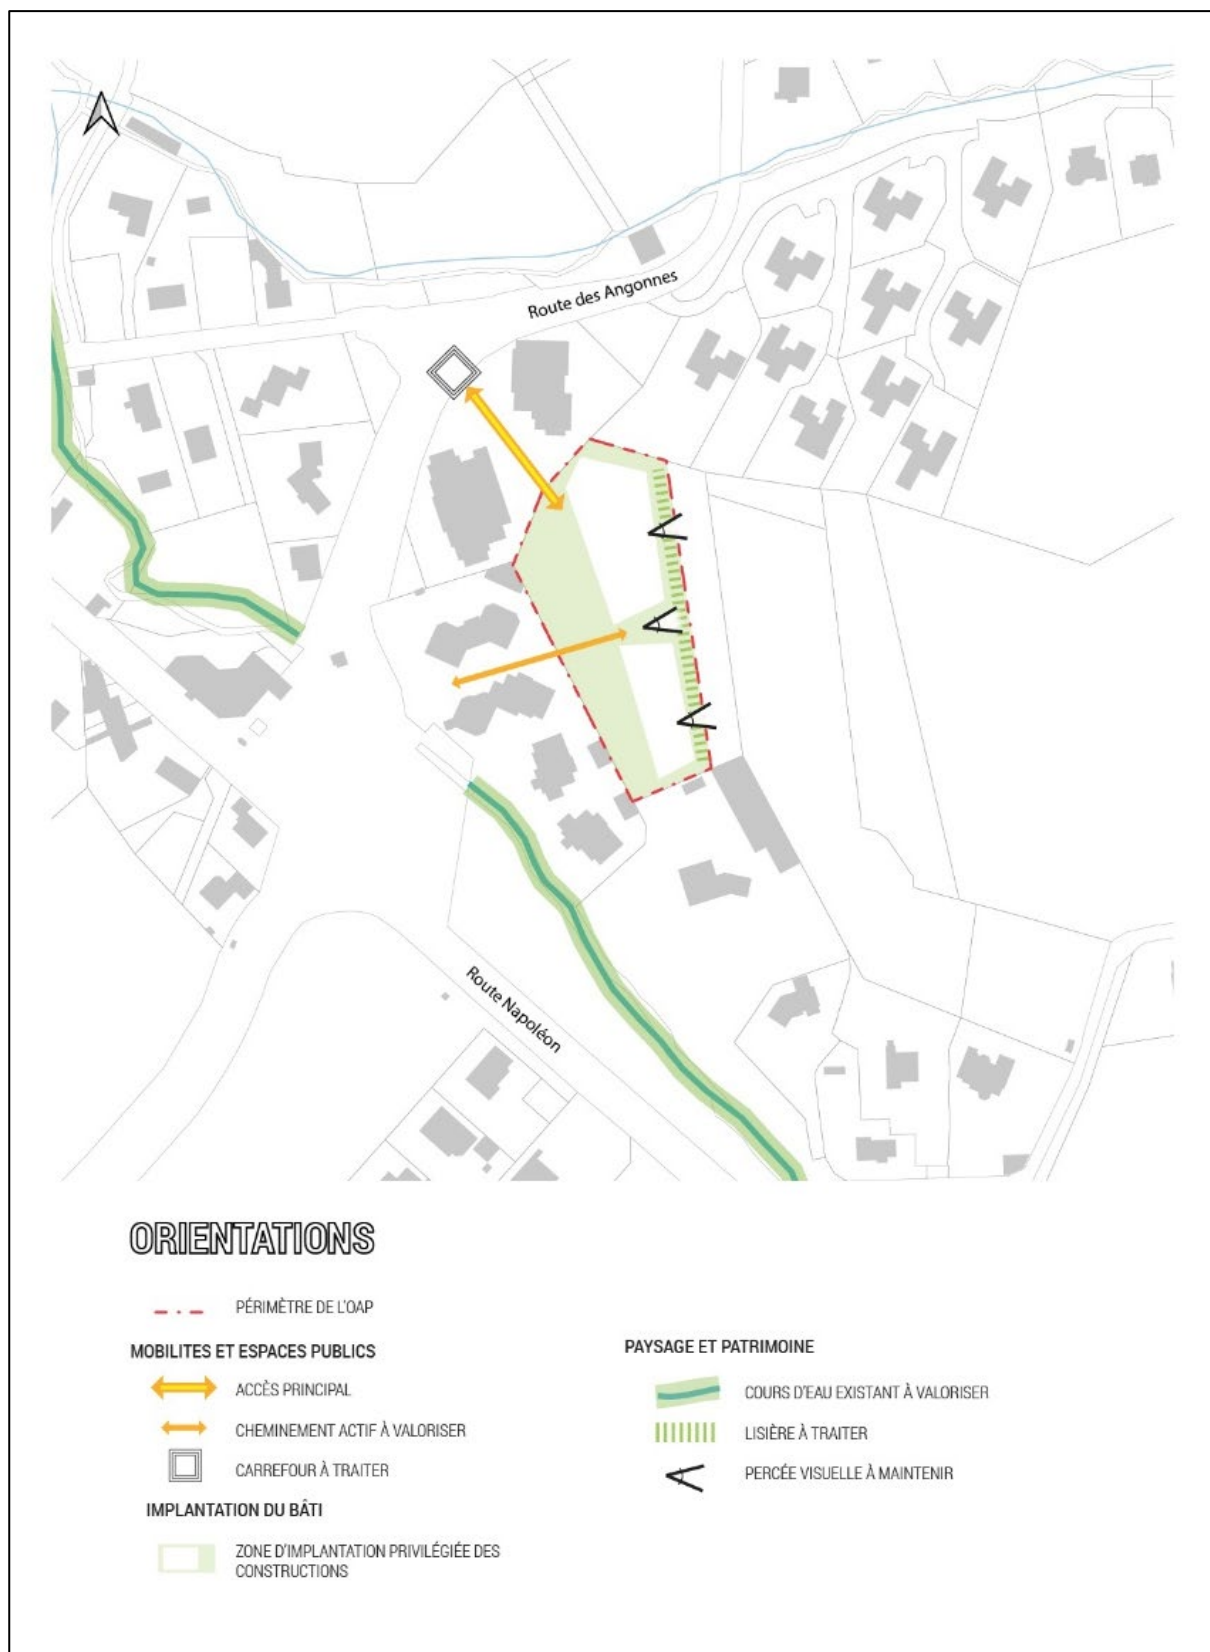 Route des Angonnes
Route Napoléon
ORIENTATIONS
PÉRIMÈTRE DE L'OAP
MOBILITES ET ESPACES PUBLICS
ACCÈS PRINCIPAL
CHEMINEMENT ACTIF À VALORISER
CARREFOUR À TRAITER
IMPLANTATION DU BÂTI
ZONE D'IMPLANTATION PRIVILÉGIÉE DES
CONSTRUCTIONS
PAYSAGE ET PATRIMOINE
COURS D'EAU EXISTANT À VALORISER
LISIÈRE À TRAITER
PERCÉE VISUELLE À MAINTENIR